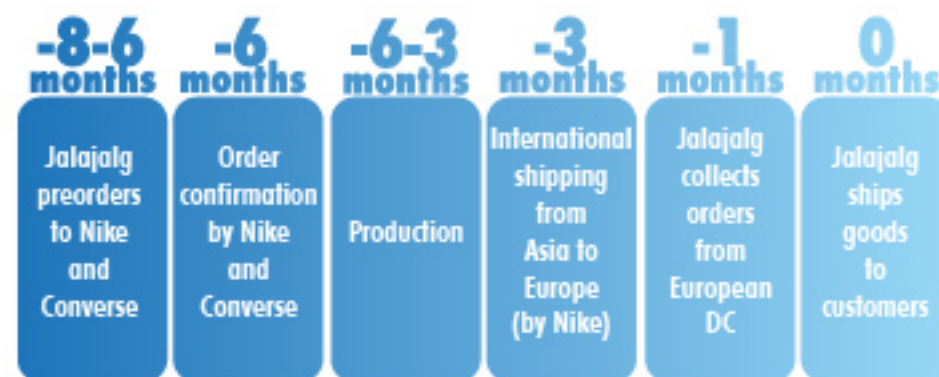 -8-6
months
Jalajalg
preorders
to Nike
and
Converse
-6
months
Order
confirmation
by Nike
and
Converse
-6-3
months
Production
-3
months
International
shipping
from
Asia to
Europe
(by Nike)
-1
months
Jalajalg
collects
orders
from
European
DC
0
months
Jalajalg
ships
goods
to
customers